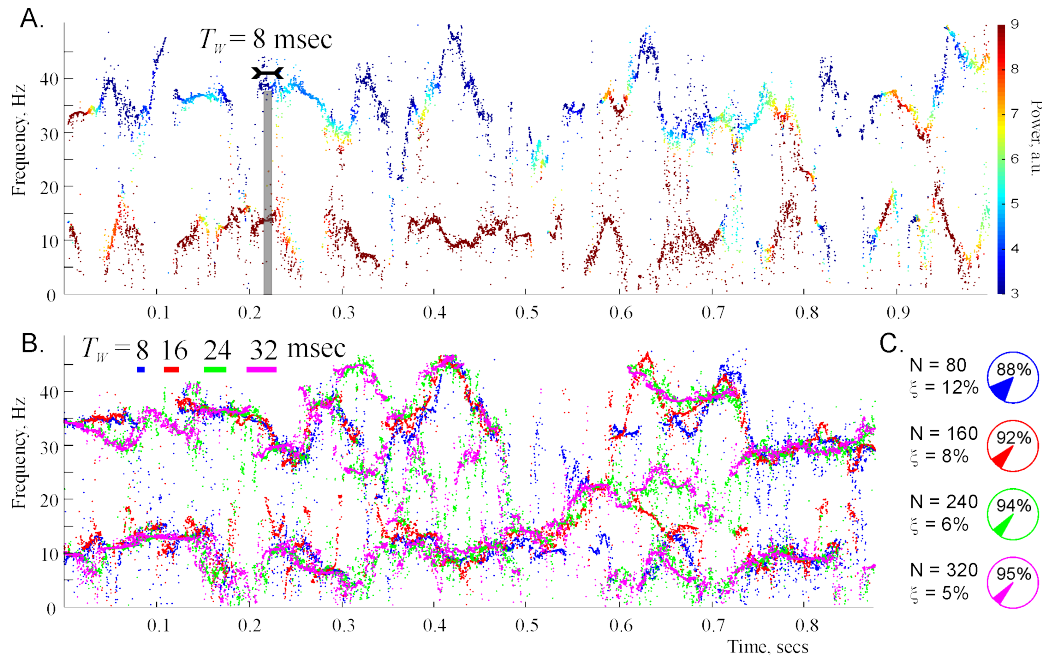 A.
T_W = 8 msec
Frequency, Hz
40
30
20
10
0
0.1 0.2 0.3 0.4 0.5 0.6 0.7 0.8 0.9
9
8
7
6
5
4
3
Power, a.u.
B.
T_W = 8 16 24 32 msec
Frequency, Hz
40
30
20
10
0
0.1 0.2 0.3 0.4 0.5 0.6 0.7 0.8
Time, secs
C.
N = 80
ξ = 12%
88%
N = 160
ξ = 8%
92%
N = 240
ξ = 6%
94%
N = 320
ξ = 5%
95%